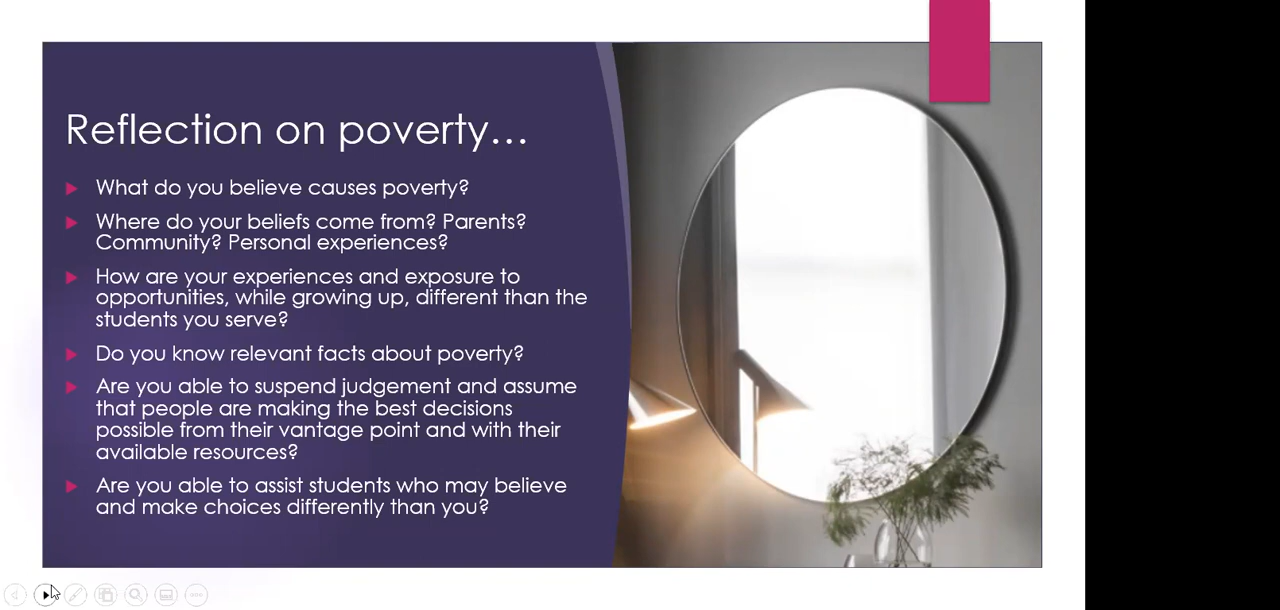 Reflection on poverty...
What do you believe causes poverty?
Where do your beliefs come from? Parents?
Community? Personal experiences?
How are your experiences and exposure to
opportunities, while growing up, different than the
students you serve?
Do you know relevant facts about poverty?
Are you able to suspend judgement and assume
that people are making the best decisions
possible from their vantage point and with their
available resources?
Are you able to assist students who may believe
and make choices differently than you?